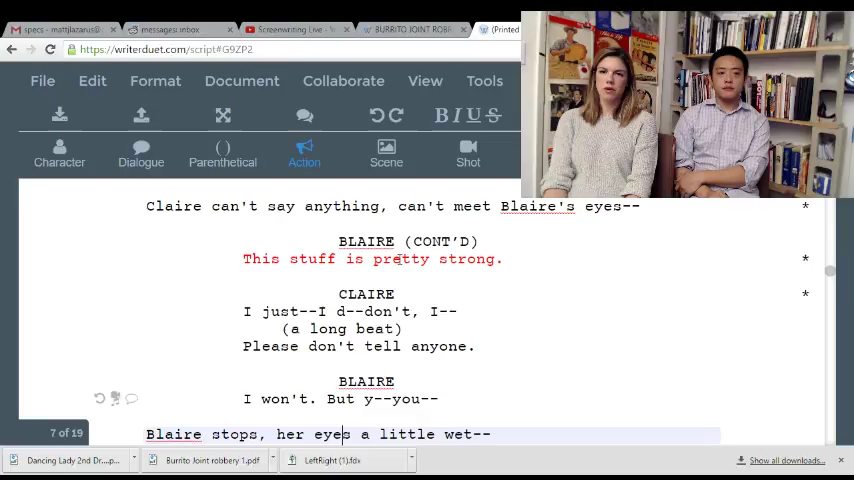 specs - mattjlazarus@
messages: inbox
Screenwriting Live -
BURRITO JOINT ROBR
(Printed
https://writerduet.com/script#G9ZP2
File Edit Format Document Collaborate View Tools
B I U S
Character Dialogue Parenthetical Action Scene Shot
Claire can't say anything, can't meet Blaire's eyes-- *
BLAIRE (CONT'D)
This stuff is pretty strong. *
CLAIRE *
I just--I d--don't, I--
(a long beat)
Please don't tell anyone.
BLAIRE
I won't. But y--you--
7 of 19
Blaire stops, her eyes a little wet--
Dancing Lady 2nd Dr....p...
Burrito Joint robbery 1.pdf
LeftRight (1).fdx
Show all downloads...